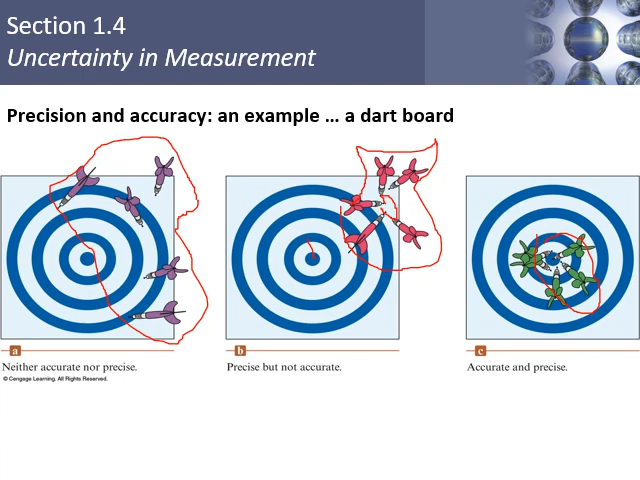 Section 1.4
Uncertainty in Measurement
Precision and accuracy: an example … a dart board
a
b
c
Neither accurate nor precise.
Precise but not accurate.
Accurate and precise.
© Cengage Learning. All Rights Reserved.